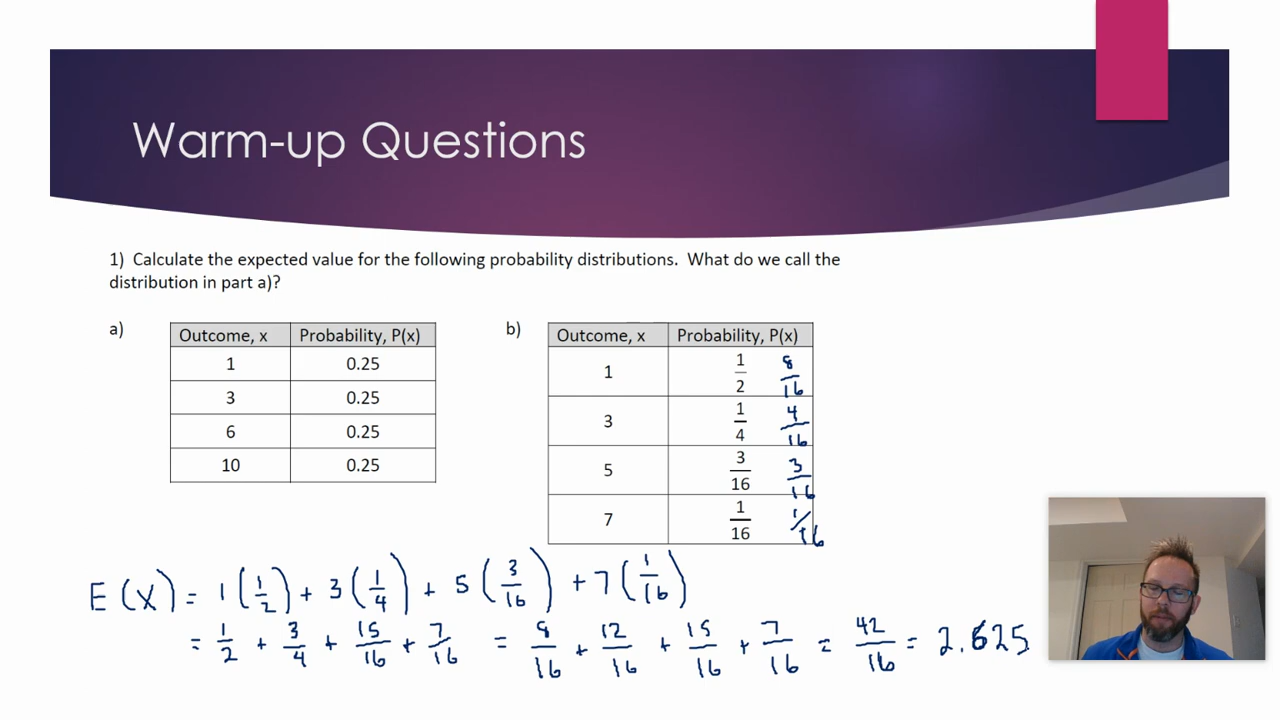 Warm-up Questions
1) Calculate the expected value for the following probability distributions. What do we call the
distribution in part a)?
a)
Outcome, x Probability, P(x)
1 0.25
3 0.25
6 0.25
10 0.25
b)
Outcome, x Probability, P(x)
1 1/2 8/16
3 1/4 4/16
5 3/16 3/16
7 1/16 1/16
E(X) = 1(1/2) + 3(1/4) + 5(3/16) + 7(1/16)
= 1/2 + 3/4 + 15/16 + 7/16 = 8/16 + 12/16 + 15/16 + 7/16 = 42/16 = 2.625